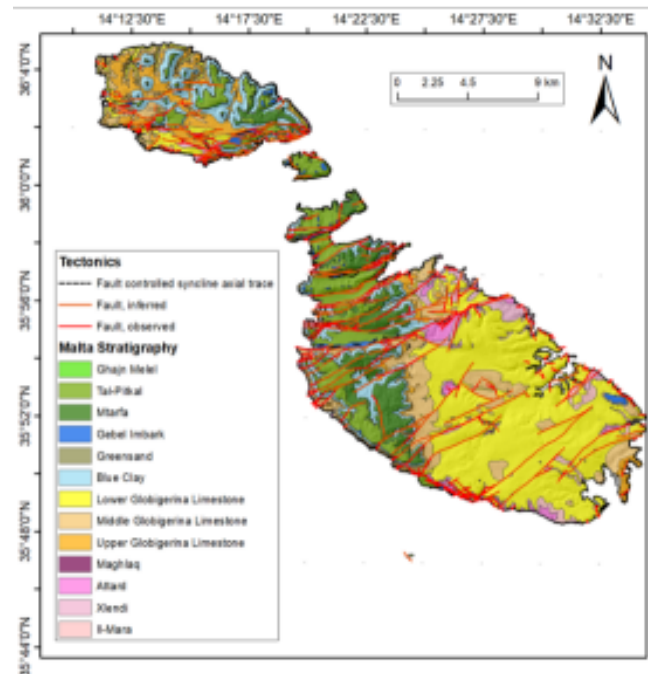 14°12'30"E 14°17'30"E 14°22'30"E 14°27'30"E 14°32'30"E
36°4'0"N
36°0'0"N
35°56'0"N
35°52'0"N
35°48'0"N
35°44'0"N
0 2.25 4.5 9 km
N
Tectonics
Fault controlled syncline axial trace
Fault, inferred
Fault, observed
Malta Stratigraphy
Ghajn Melel
Tal-Pitkal
Mtarfa
Gebel Imbark
Greensand
Blue Clay
Lower Globigerina Limestone
Middle Globigerina Limestone
Upper Globigerina Limestone
Maghlaq
Attard
Xlendi
Il-Mara